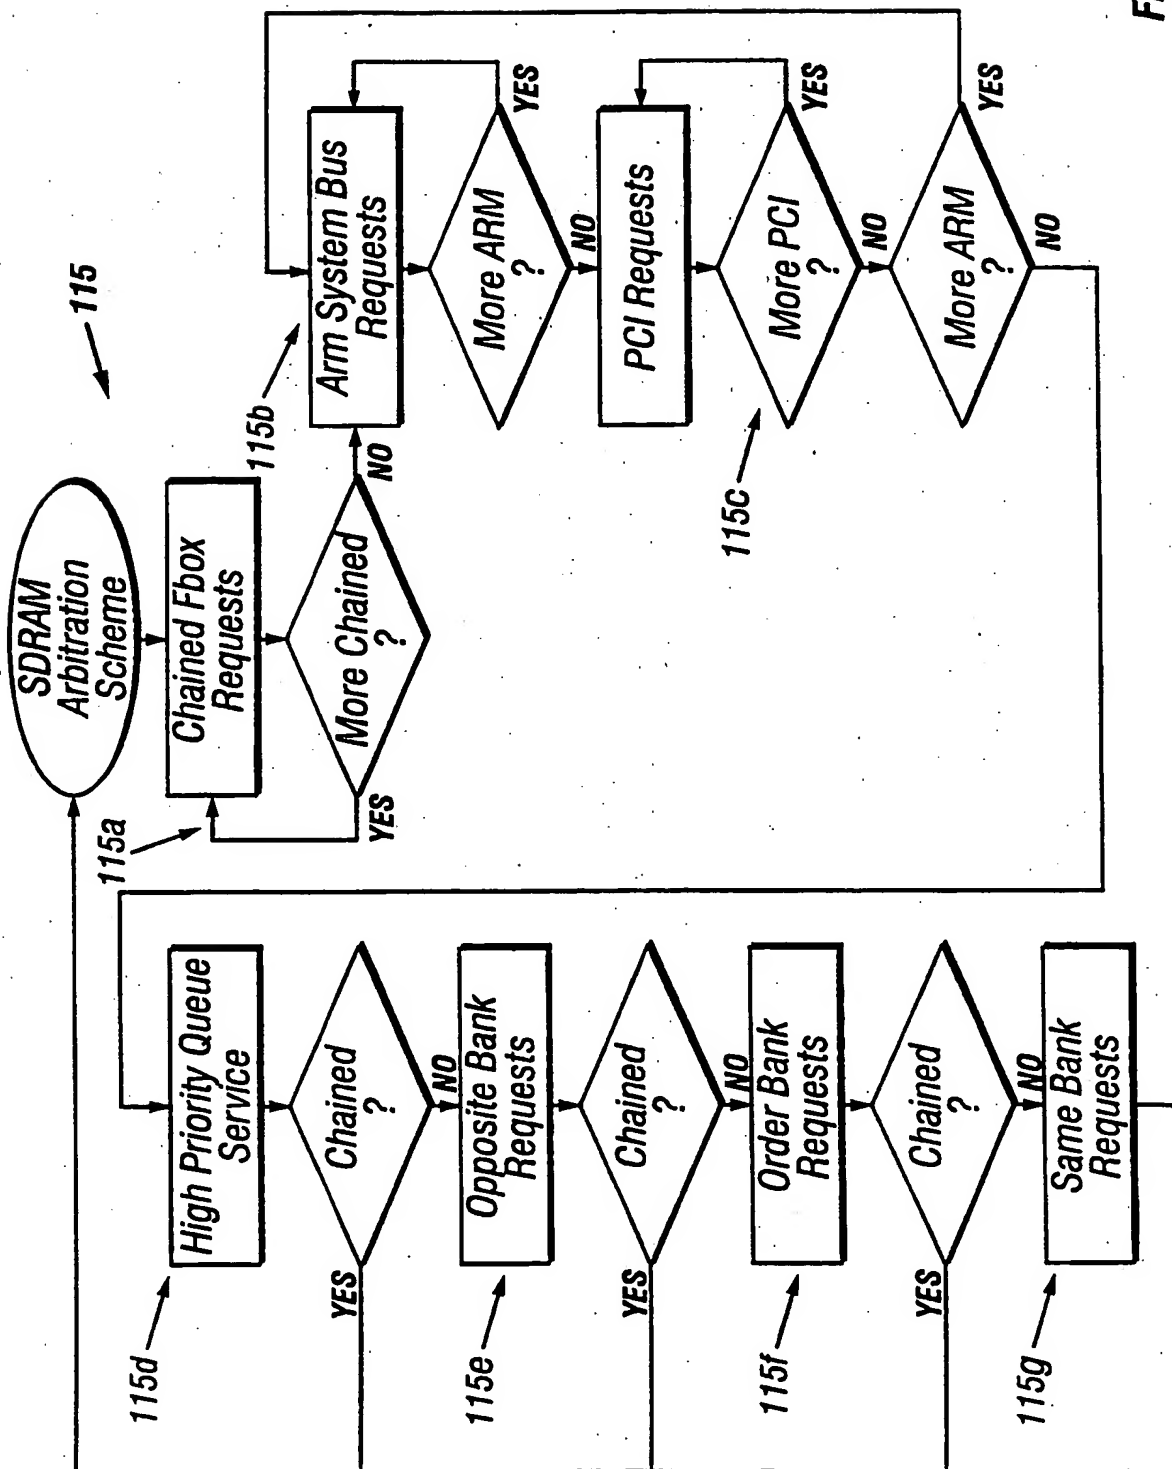 SDRAM
Arbitration
Scheme
115
Chained Fbox
Requests
115a
More Chained
?
YES
NO
115b
Arm System Bus
Requests
More ARM
?
YES
NO
PCI Requests
115c
More PCI
?
YES
NO
More ARM
?
YES
NO
115d
High Priority Queue
Service
Chained
?
YES
NO
115e
Opposite Bank
Requests
Chained
?
YES
NO
115f
Order Bank
Requests
Chained
?
YES
NO
115g
Same Bank
Requests